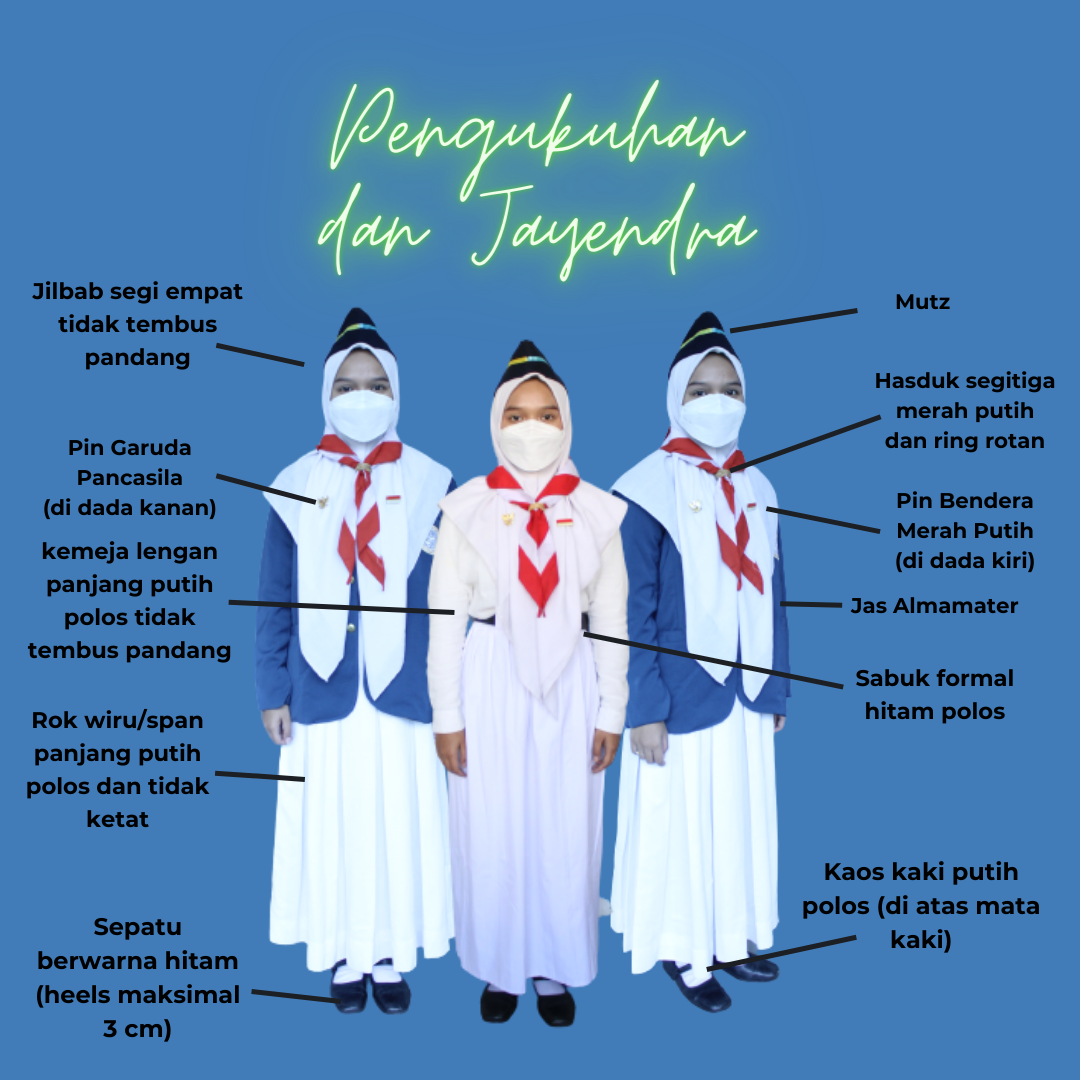 Pengukuhan
dan Jayendra
Jilbab segi empat
tidak tembus
pandang
Pin Garuda
Pancasila
(di dada kanan)
kemeja lengan
panjang putih
polos tidak
tembus pandang
Rok wiru/span
panjang putih
polos dan tidak
ketat
Sepatu
berwarna hitam
(heels maksimal
3 cm)
Mutz
Hasduk segitiga
merah putih
dan ring rotan
Pin Bendera
Merah Putih
(di dada kiri)
Jas Almamater
Sabuk formal
hitam polos
Kaos kaki putih
polos (di atas mata
kaki)